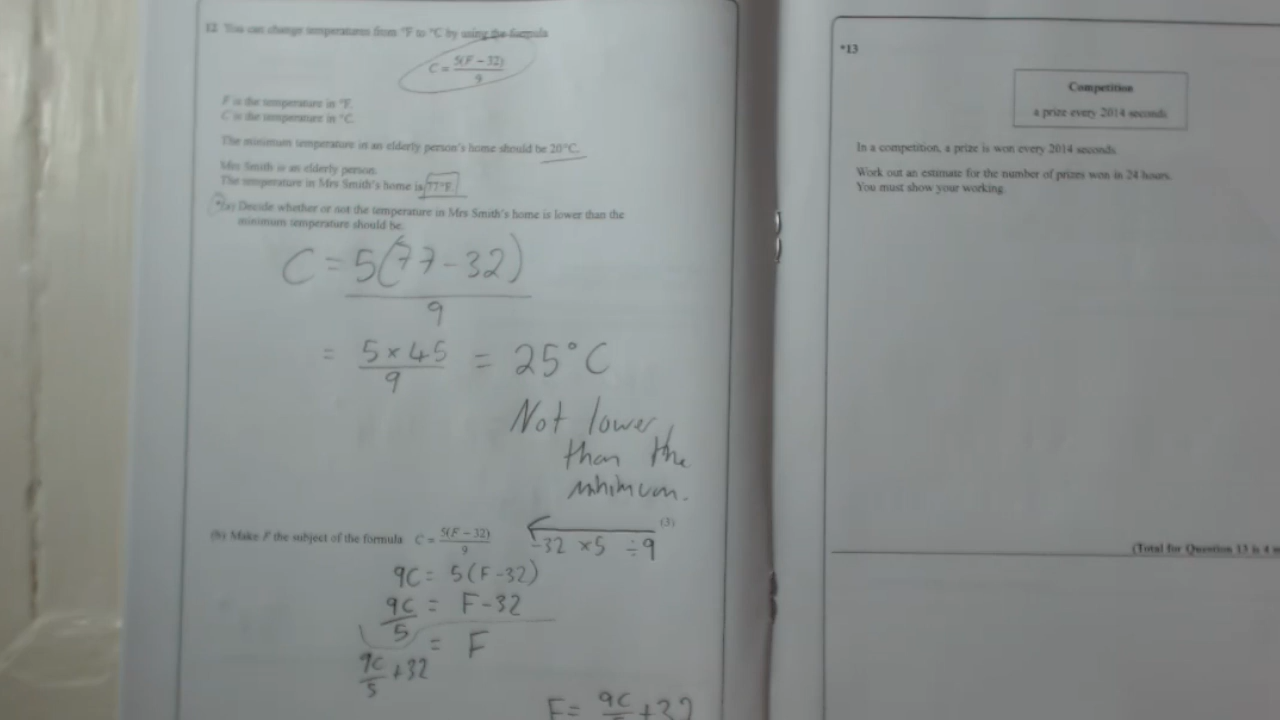 12 You can change temperatures from °F to °C by using the formula
C = 5(F – 32)
9
F is the temperature in °F.
C is the temperature in °C.
The minimum temperature in an elderly person's home should be 20°C.
Mrs Smith is an elderly person.
The temperature in Mrs Smith's home is 77°F.
*(a) Decide whether or not the temperature in Mrs Smith's home is lower than the
minimum temperature should be.
C = 5(77 - 32)
9
= 5 × 45 = 25°C
9
Not lower
than the
minimum.
(3)
(b) Make F the subject of the formula C = 5(F – 32)
9
-32 ×5 ÷9
9C = 5(F-32)
9C = F-32
5
= F
9C +32
5
F = 9C +32
5
*13
Competition
a prize every 2014 seconds
In a competition, a prize is won every 2014 seconds.
Work out an estimate for the number of prizes won in 24 hours.
You must show your working.
(Total for Question 13 is 4